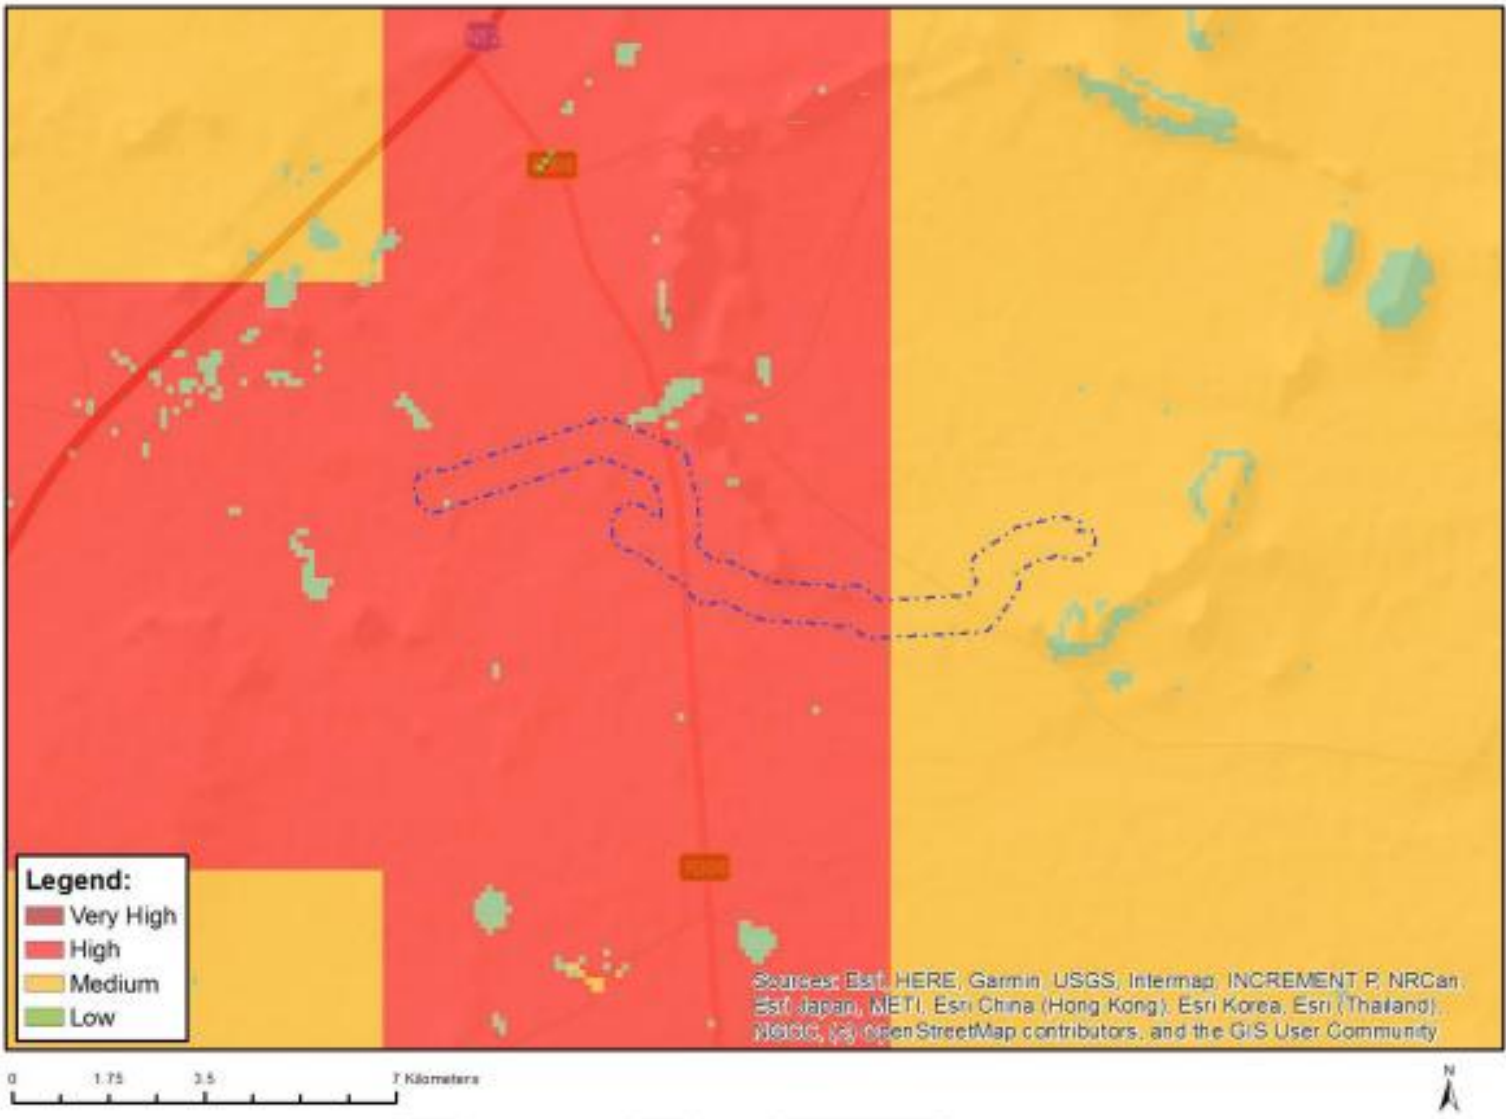 Legend:
Very High
High
Medium
Low
Sources: Esri, HERE, Garmin, USGS, Intermap, INCREMENT P, NRCan,
Esri Japan, METI, Esri China (Hong Kong), Esri Korea, Esri (Thailand),
NGCC, (c) OpenStreetMap contributors, and the GIS User Community
0 1.75 3.5 7 Kilometers
N